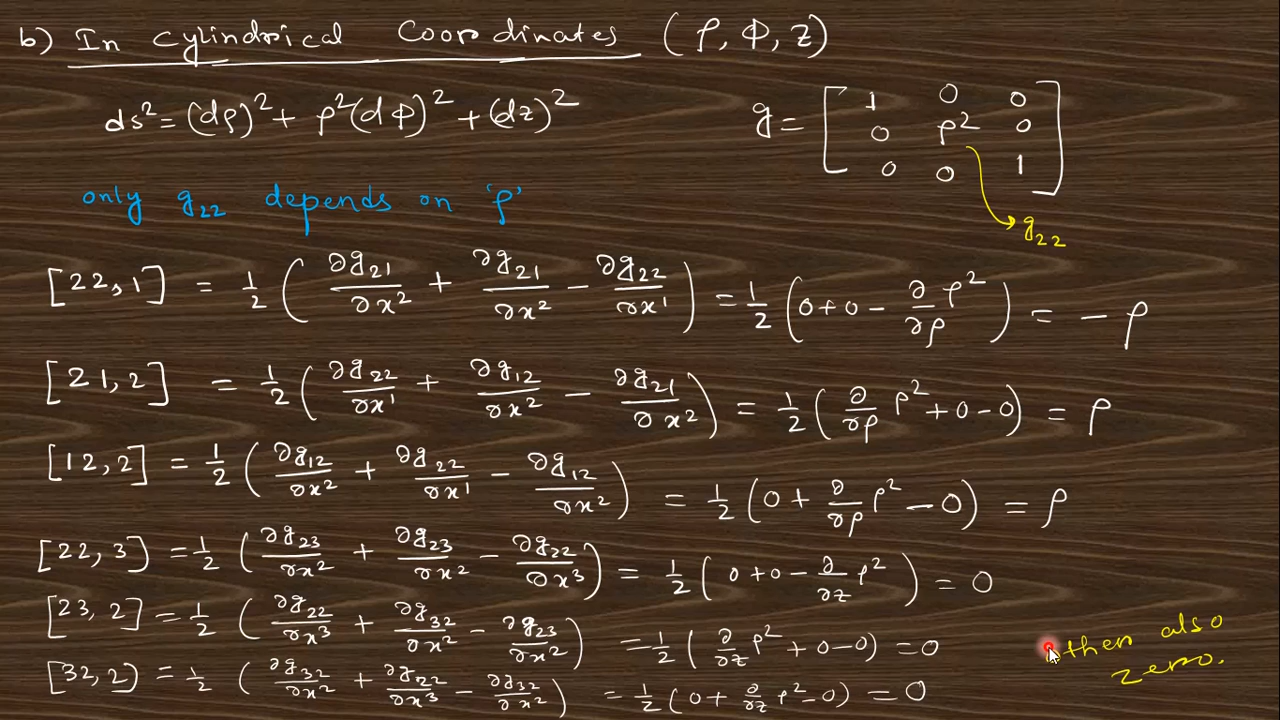 b) In cylindrical Coordinates (ρ, Φ, z)
ds² = (dρ)² + ρ²(dΦ)² + (dz)²
g = [ 1 0 0
0 ρ² 0
0 0 1 ]
g₂₂
only g₂₂ depends on 'ρ'
[22,1] = 1/2 ( ∂g₂₁/∂x² + ∂g₂₁/∂x² − ∂g₂₂/∂x¹ ) = 1/2 ( 0+0 − ∂/∂ρ ρ² ) = − ρ
[21,2] = 1/2 ( ∂g₂₂/∂x¹ + ∂g₁₂/∂x² − ∂g₂₁/∂x² ) = 1/2 ( ∂/∂ρ ρ² + 0 − 0 ) = ρ
[12,2] = 1/2 ( ∂g₁₂/∂x² + ∂g₂₂/∂x¹ − ∂g₁₂/∂x² ) = 1/2 ( 0 + ∂/∂ρ ρ² − 0 ) = ρ
[22,3] = 1/2 ( ∂g₂₃/∂x² + ∂g₂₃/∂x² − ∂g₂₂/∂x³ ) = 1/2 ( 0+0 − ∂/∂z ρ² ) = 0
[23,2] = 1/2 ( ∂g₂₂/∂x³ + ∂g₃₂/∂x² − ∂g₂₃/∂x² ) = 1/2 ( ∂/∂z ρ² + 0−0 ) = 0
[32,2] = 1/2 ( ∂g₃₂/∂x² + ∂g₂₂/∂x³ − ∂g₃₂/∂x² ) = 1/2 ( 0 + ∂/∂z ρ² − 0 ) = 0
then also
zero.